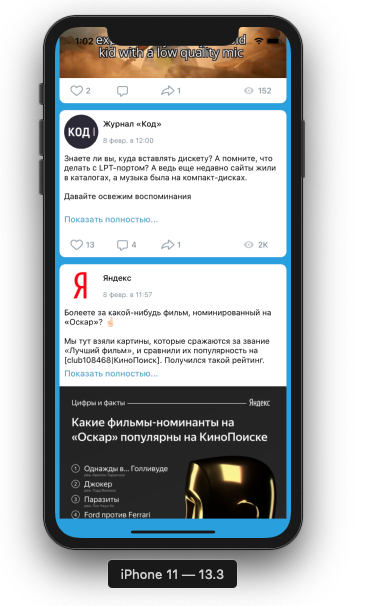 1:02
kid with a low quality mic
2
1
152
КОД
Журнал «Код»
8 февр. в 12:00
Знаете ли вы, куда вставлять дискету? А помните, что
делать с LPT-портом? А ведь еще недавно сайты жили
в каталогах, а музыка была на компакт-дисках.
Давайте освежим воспоминания
Показать полностью...
13
4
1
2K
Я
Яндекс
8 февр. в 11:57
Болеете за какой-нибудь фильм, номинированный на
«Оскар»? ☝🏻
Мы тут взяли картины, которые сражаются за звание
«Лучший фильм», и сравнили их популярность на
[club108468|КиноПоиск]. Получился такой рейтинг.
Показать полностью...
Цифры и факты
Яндекс
Какие фильмы-номинанты на
«Оскар» популярны на КиноПоиске
1 Однажды в... Голливуде
2 Джокер
3 Паразиты
4 Ford против Ferrari
iPhone 11 — 13.3